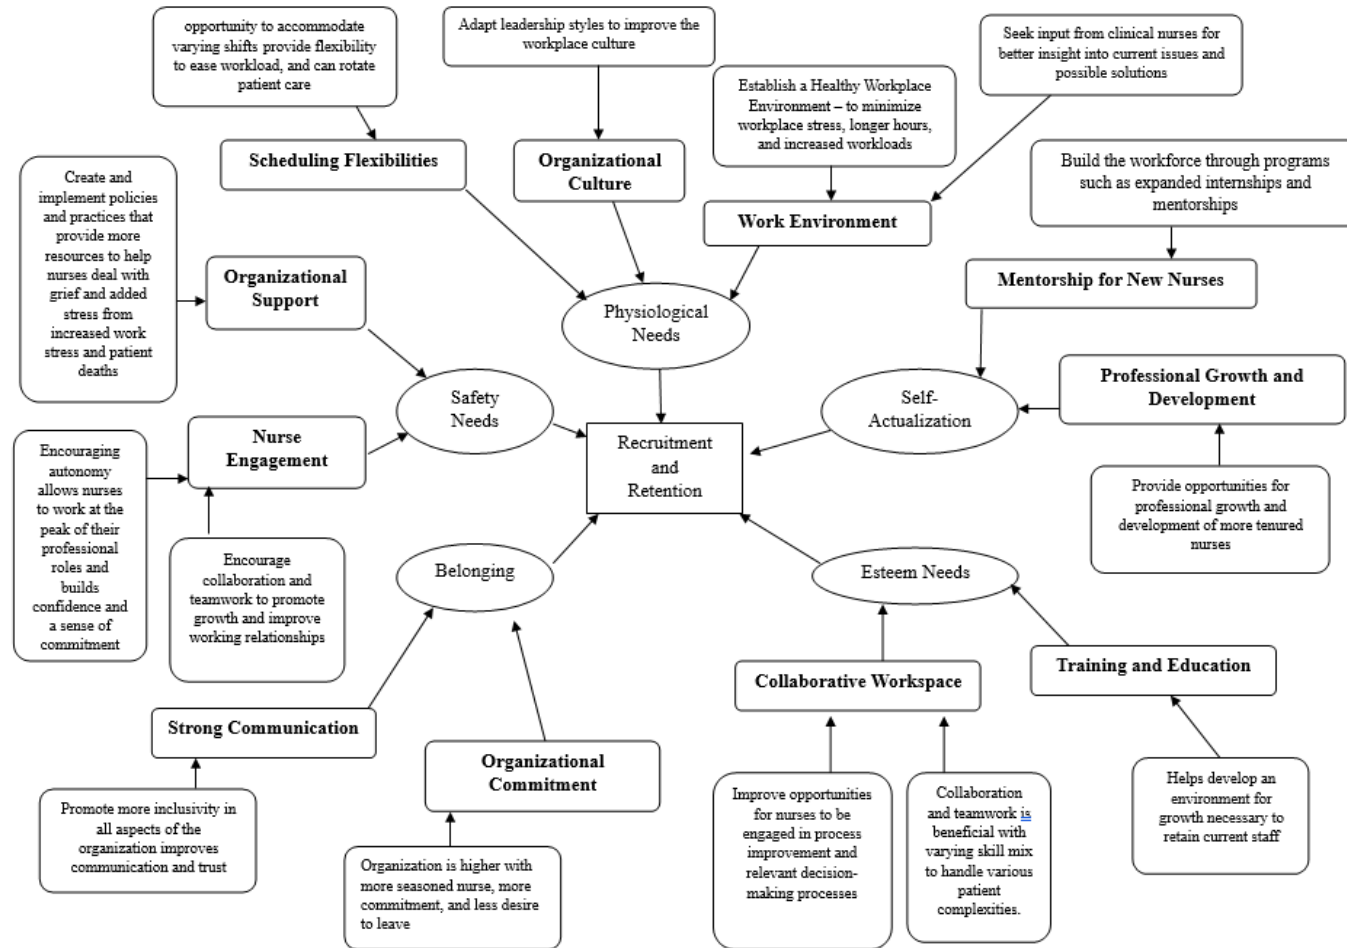 opportunity to accommodate
varying shifts provide flexibility
to ease workload, and can rotate
patient care
Adapt leadership styles to improve the
workplace culture
Seek input from clinical nurses for
better insight into current issues and
possible solutions
Establish a Healthy Workplace
Environment – to minimize
workplace stress, longer hours,
and increased workloads
Scheduling Flexibilities
Organizational
Culture
Work Environment
Build the workforce through programs
such as expanded internships and
mentorships
Create and
implement policies
and practices that
provide more
resources to help
nurses deal with
grief and added
stress from
increased work
stress and patient
deaths
Organizational
Support
Mentorship for New Nurses
Physiological
Needs
Safety
Needs
Self-
Actualization
Professional Growth and
Development
Nurse
Engagement
Recruitment
and
Retention
Encouraging
autonomy
allows nurses
to work at the
peak of their
professional
roles and
builds
confidence and
a sense of
commitment
Encourage
collaboration and
teamwork to promote
growth and improve
working relationships
Provide opportunities for
professional growth and
development of more tenured
nurses
Belonging
Esteem Needs
Strong Communication
Organizational
Commitment
Collaborative Workspace
Training and Education
Promote more inclusivity in
all aspects of the
organization improves
communication and trust
Organization is higher with
more seasoned nurse, more
commitment, and less desire
to leave
Improve opportunities
for nurses to be
engaged in process
improvement and
relevant decision-
making processes
Collaboration
and teamwork is
beneficial with
varying skill mix
to handle various
patient
complexities.
Helps develop an
environment for
growth necessary to
retain current staff